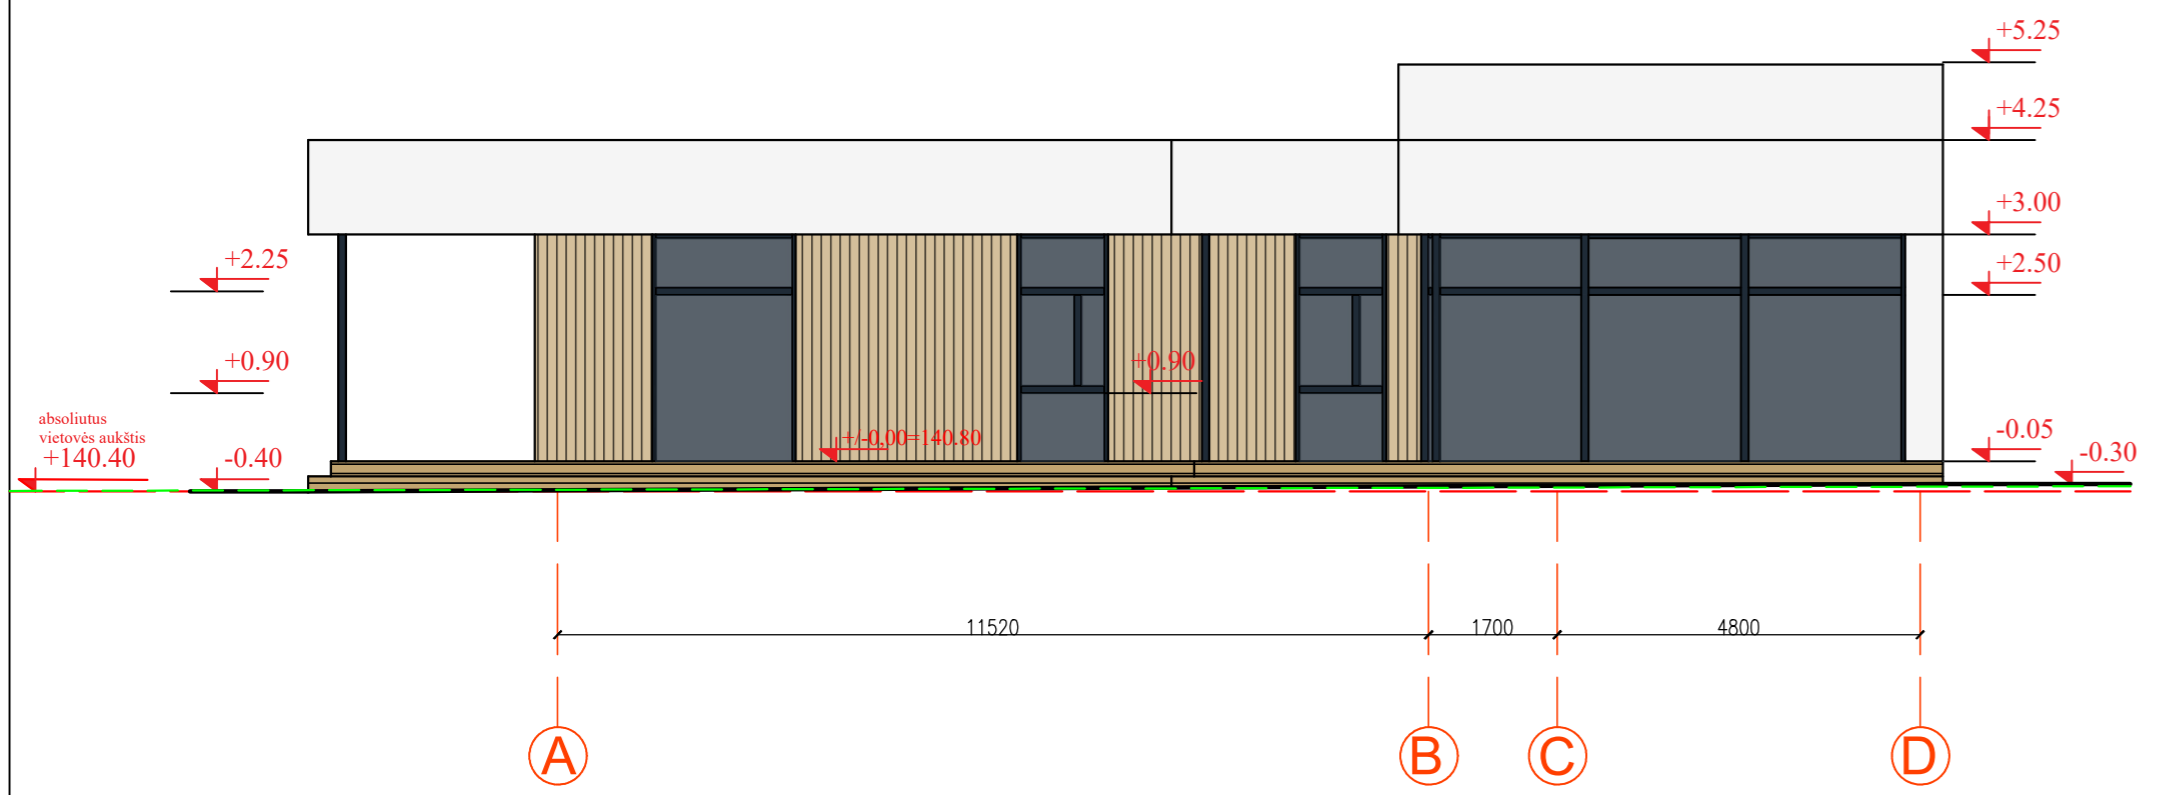 +5.25
+4.25
+3.00
+2.25
+2.50
+0.90
+0.90
absoliutus
vietovės aukštis
+140.40
-0.40
+/-0,00=140.80
-0.05
-0.30
11520
1700
4800
A
B
C
D